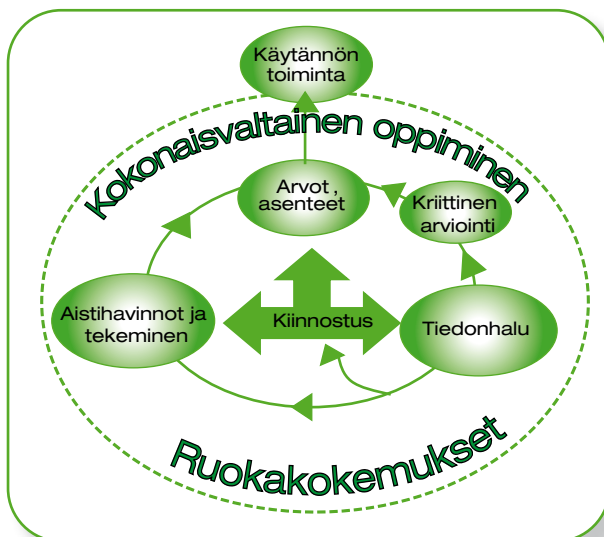 Käytännön
toiminta
Kokonaisvaltainen oppiminen
Arvot ,
asenteet
Kriittinen
arviointi
Aistihavinnot ja
tekeminen
Kiinnostus
Tiedonhalu
Ruokakokemukset